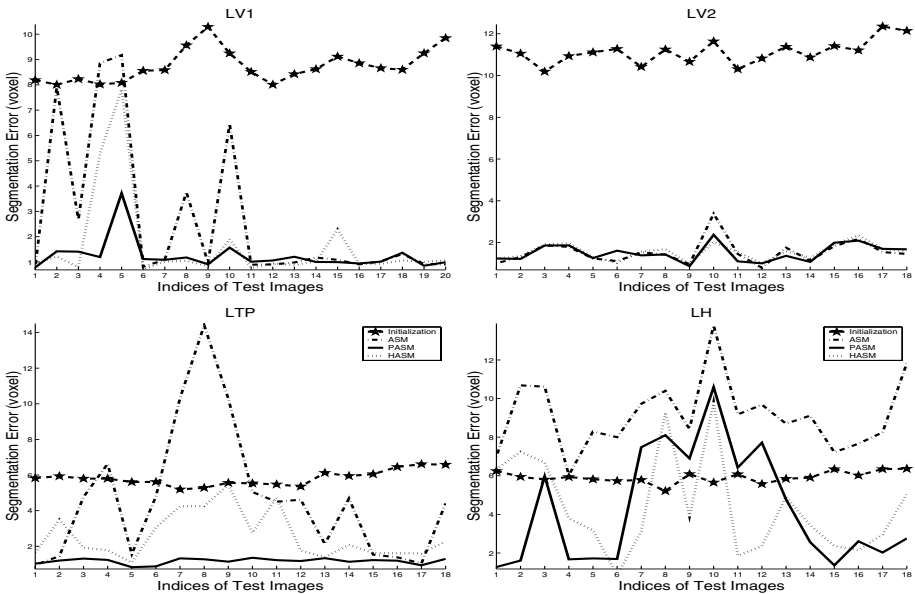 LV1
Segmentation Error (voxel)
10
9
8
7
6
5
4
3
2
1
1 2 3 4 5 6 7 8 9 10 11 12 13 14 15 16 17 18 19 20
Indices of Test Images
LV2
Segmentation Error (voxel)
12
10
8
6
4
2
1 2 3 4 5 6 7 8 9 10 11 12 13 14 15 16 17 18
Indices of Test Images
LTP
Segmentation Error (voxel)
14
12
10
8
6
4
2
Initialization
ASM
PASM
HASM
1 2 3 4 5 6 7 8 9 10 11 12 13 14 15 16 17 18
Indices of Test Images
LH
Segmentation Error (voxel)
12
10
8
6
4
2
Initialization
ASM
PASM
HASM
1 2 3 4 5 6 7 8 9 10 11 12 13 14 15 16 17 18
Indices of Test Images